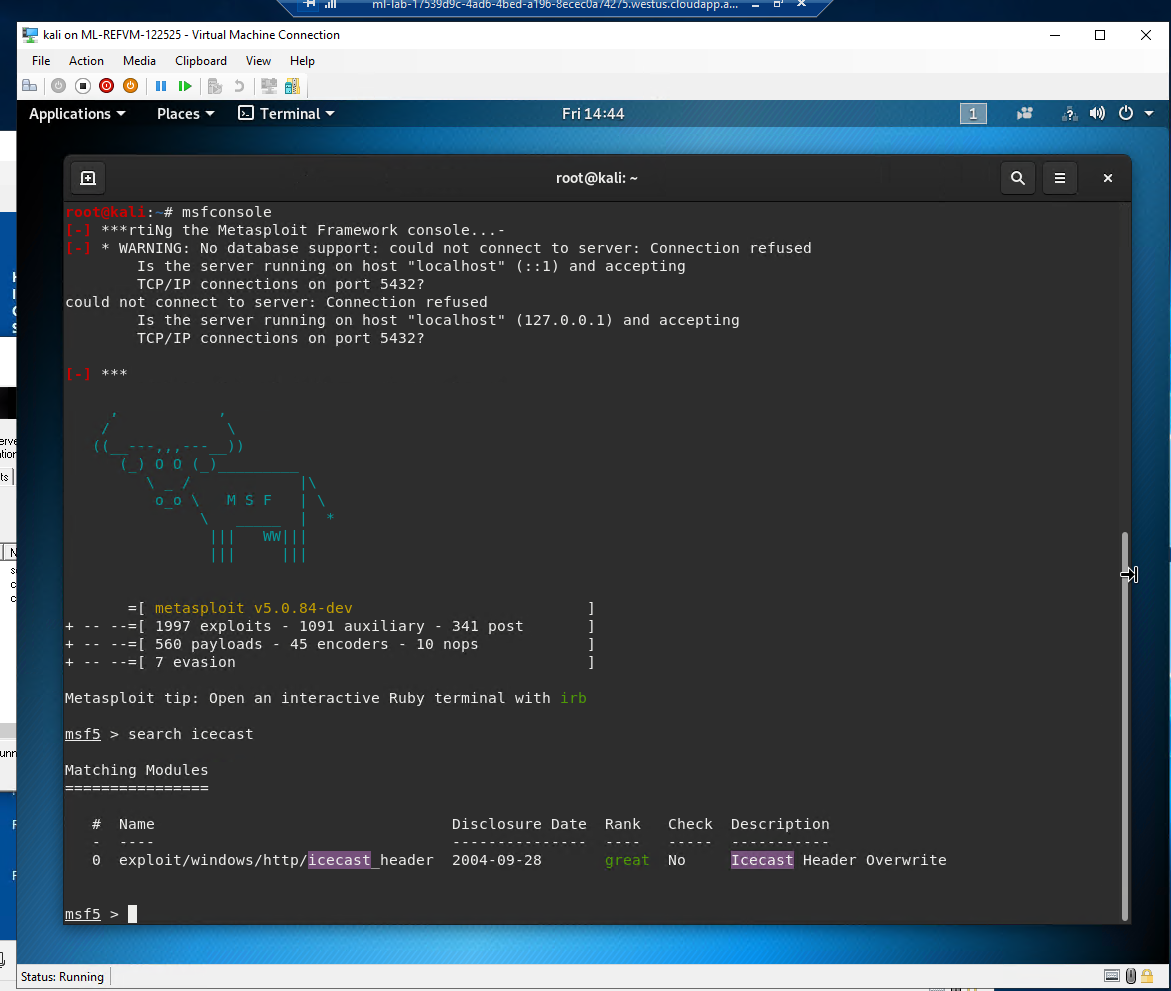 ml-lab-17539d9c-4ad6-4bed-a196-8ecec0a74275.westus.cloudapp.a...
kali on ML-REFVM-122525 - Virtual Machine Connection
File Action Media Clipboard View Help
Applications Places Terminal Fri 14:44 1
root@kali: ~
root@kali:~# msfconsole
[-] ***rtiNg the Metasploit Framework console...-
[-] * WARNING: No database support: could not connect to server: Connection refused
Is the server running on host "localhost" (::1) and accepting
TCP/IP connections on port 5432?
could not connect to server: Connection refused
Is the server running on host "localhost" (127.0.0.1) and accepting
TCP/IP connections on port 5432?
[-] ***
      ,           ,
     /             \
    ((__---,,,---__))
       (_) O O (_)_________
          \ _ /            |\
           o_o \   M S F   | \
                \   _____  |  *
                 |||   WW|||
                 |||     |||
=[ metasploit v5.0.84-dev ]
+ -- --=[ 1997 exploits - 1091 auxiliary - 341 post ]
+ -- --=[ 560 payloads - 45 encoders - 10 nops ]
+ -- --=[ 7 evasion ]
Metasploit tip: Open an interactive Ruby terminal with irb
msf5 > search icecast
Matching Modules
================
# Name Disclosure Date Rank Check Description
- ---- --------------- ---- ----- -----------
0 exploit/windows/http/icecast_header 2004-09-28 great No Icecast Header Overwrite
msf5 >
Status: Running